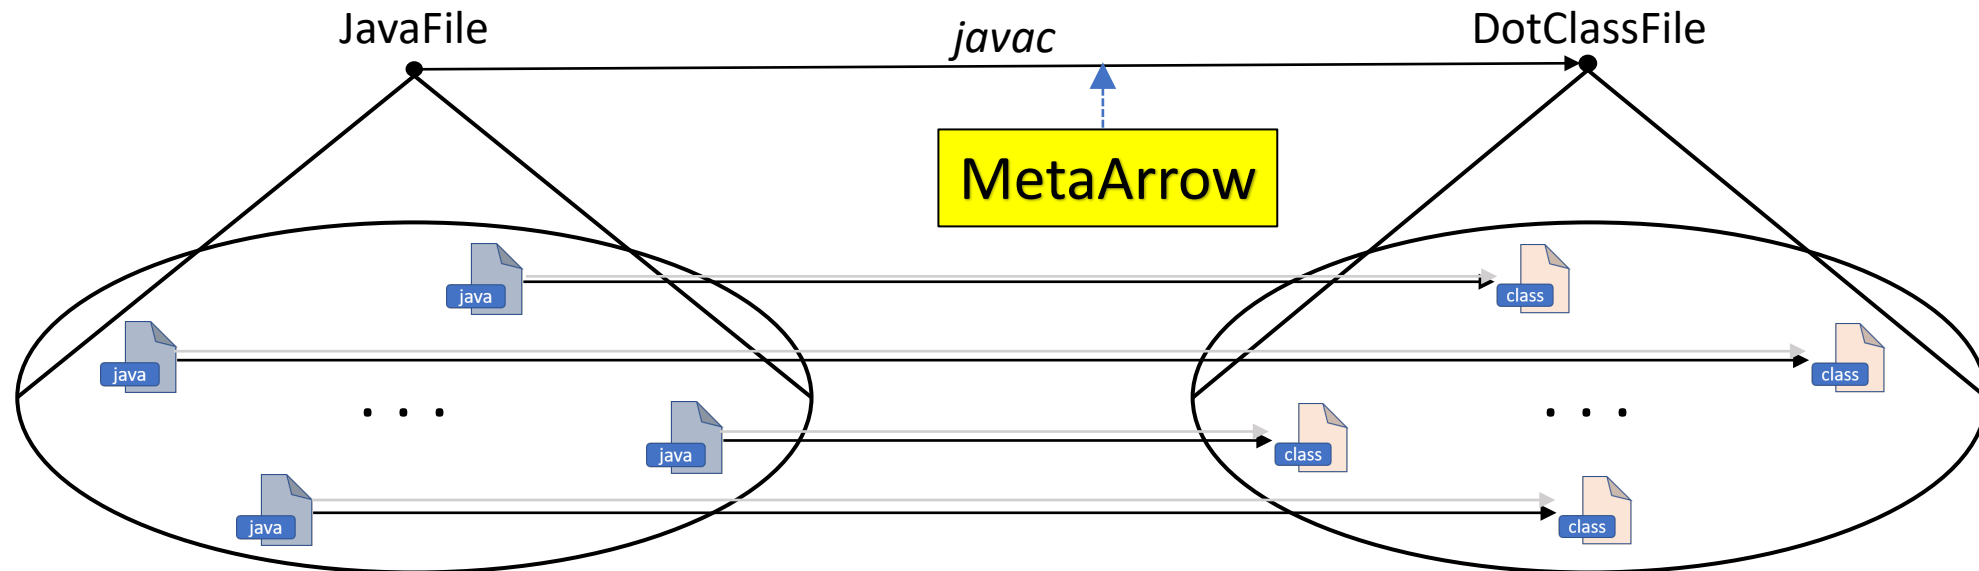 JavaFile
javac
DotClassFile
MetaArrow
java
class
java
class
. . .
. . .
java
class
java
class